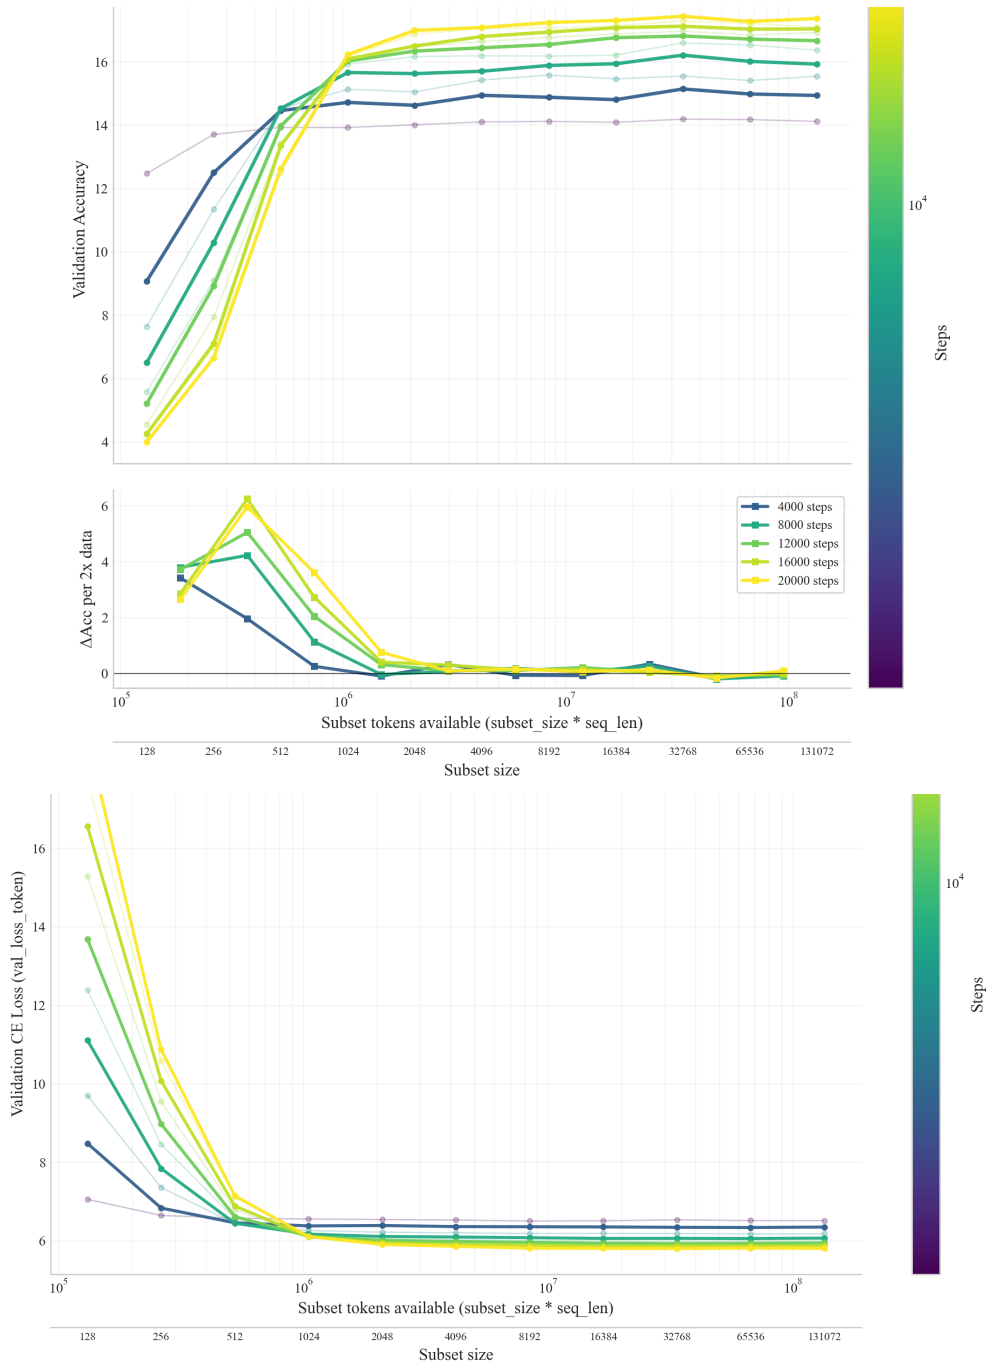 16
14
12
10
8
6
4
Validation Accuracy
10^4
Steps
6
4
2
0
ΔAcc per 2x data
4000 steps
8000 steps
12000 steps
16000 steps
20000 steps
10^5 10^6 10^7 10^8
Subset tokens available (subset_size * seq_len)
128 256 512 1024 2048 4096 8192 16384 32768 65536 131072
Subset size
16
14
12
10
8
6
Validation CE Loss (val_loss_token)
10^4
Steps
10^5 10^6 10^7 10^8
Subset tokens available (subset_size * seq_len)
128 256 512 1024 2048 4096 8192 16384 32768 65536 131072
Subset size